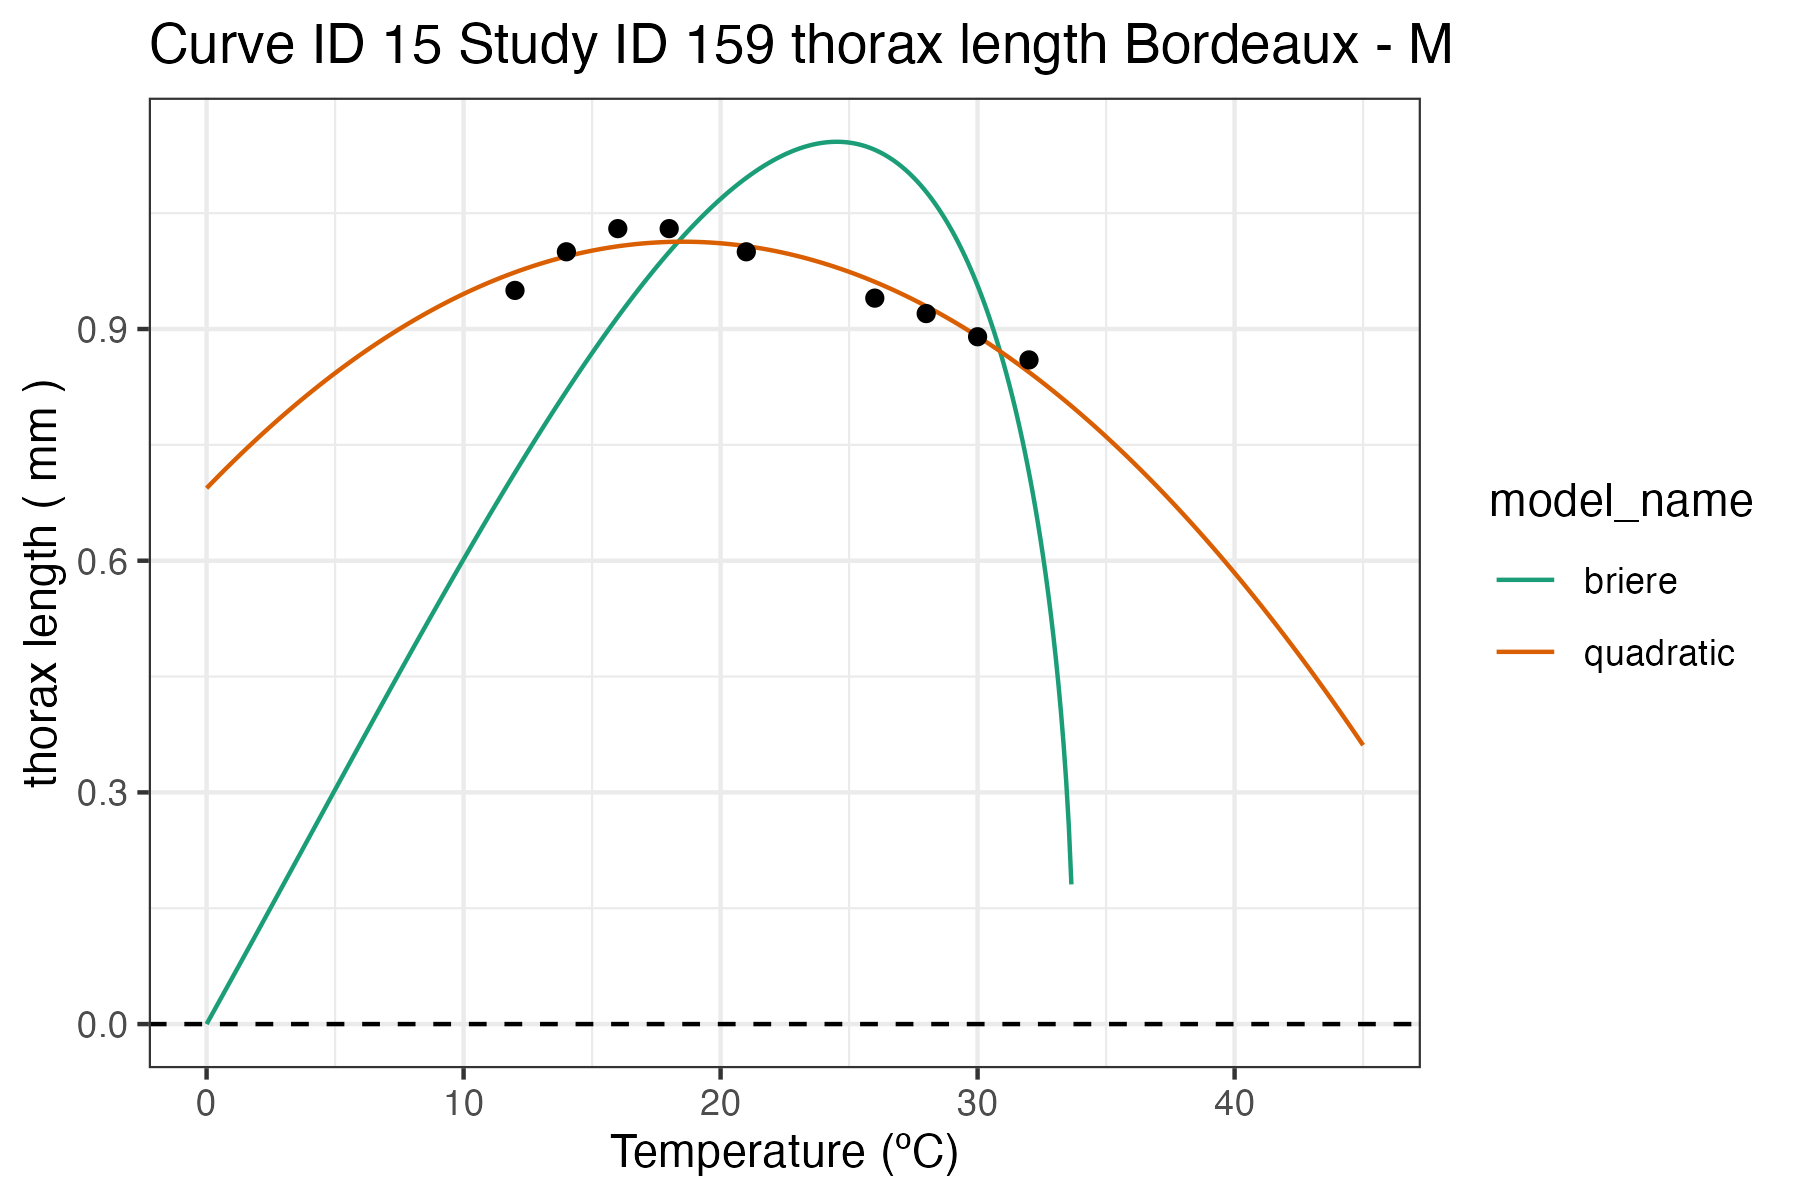 Curve ID 15 Study ID 159 thorax length Bordeaux - M
thorax length ( mm )
0.9
0.6
0.3
0.0
0 10 20 30 40
Temperature (ºC)
model_name
briere
quadratic